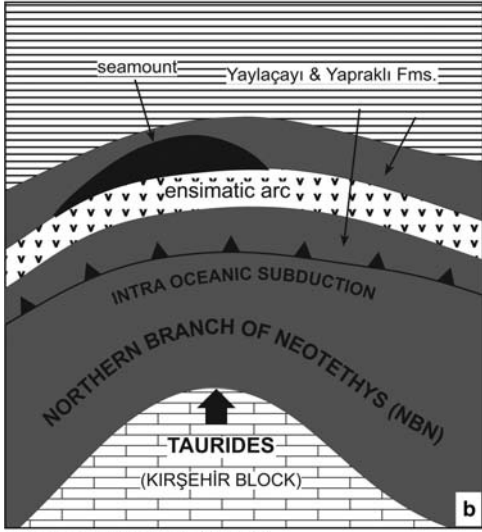 seamount
Yaylaçayı & Yapraklı Fms.
ensimatic arc
INTRA OCEANIC SUBDUCTION
NORTHERN BRANCH OF NEOTETHYS (NBN)
TAURIDES
(KIRŞEHİR BLOCK)
b